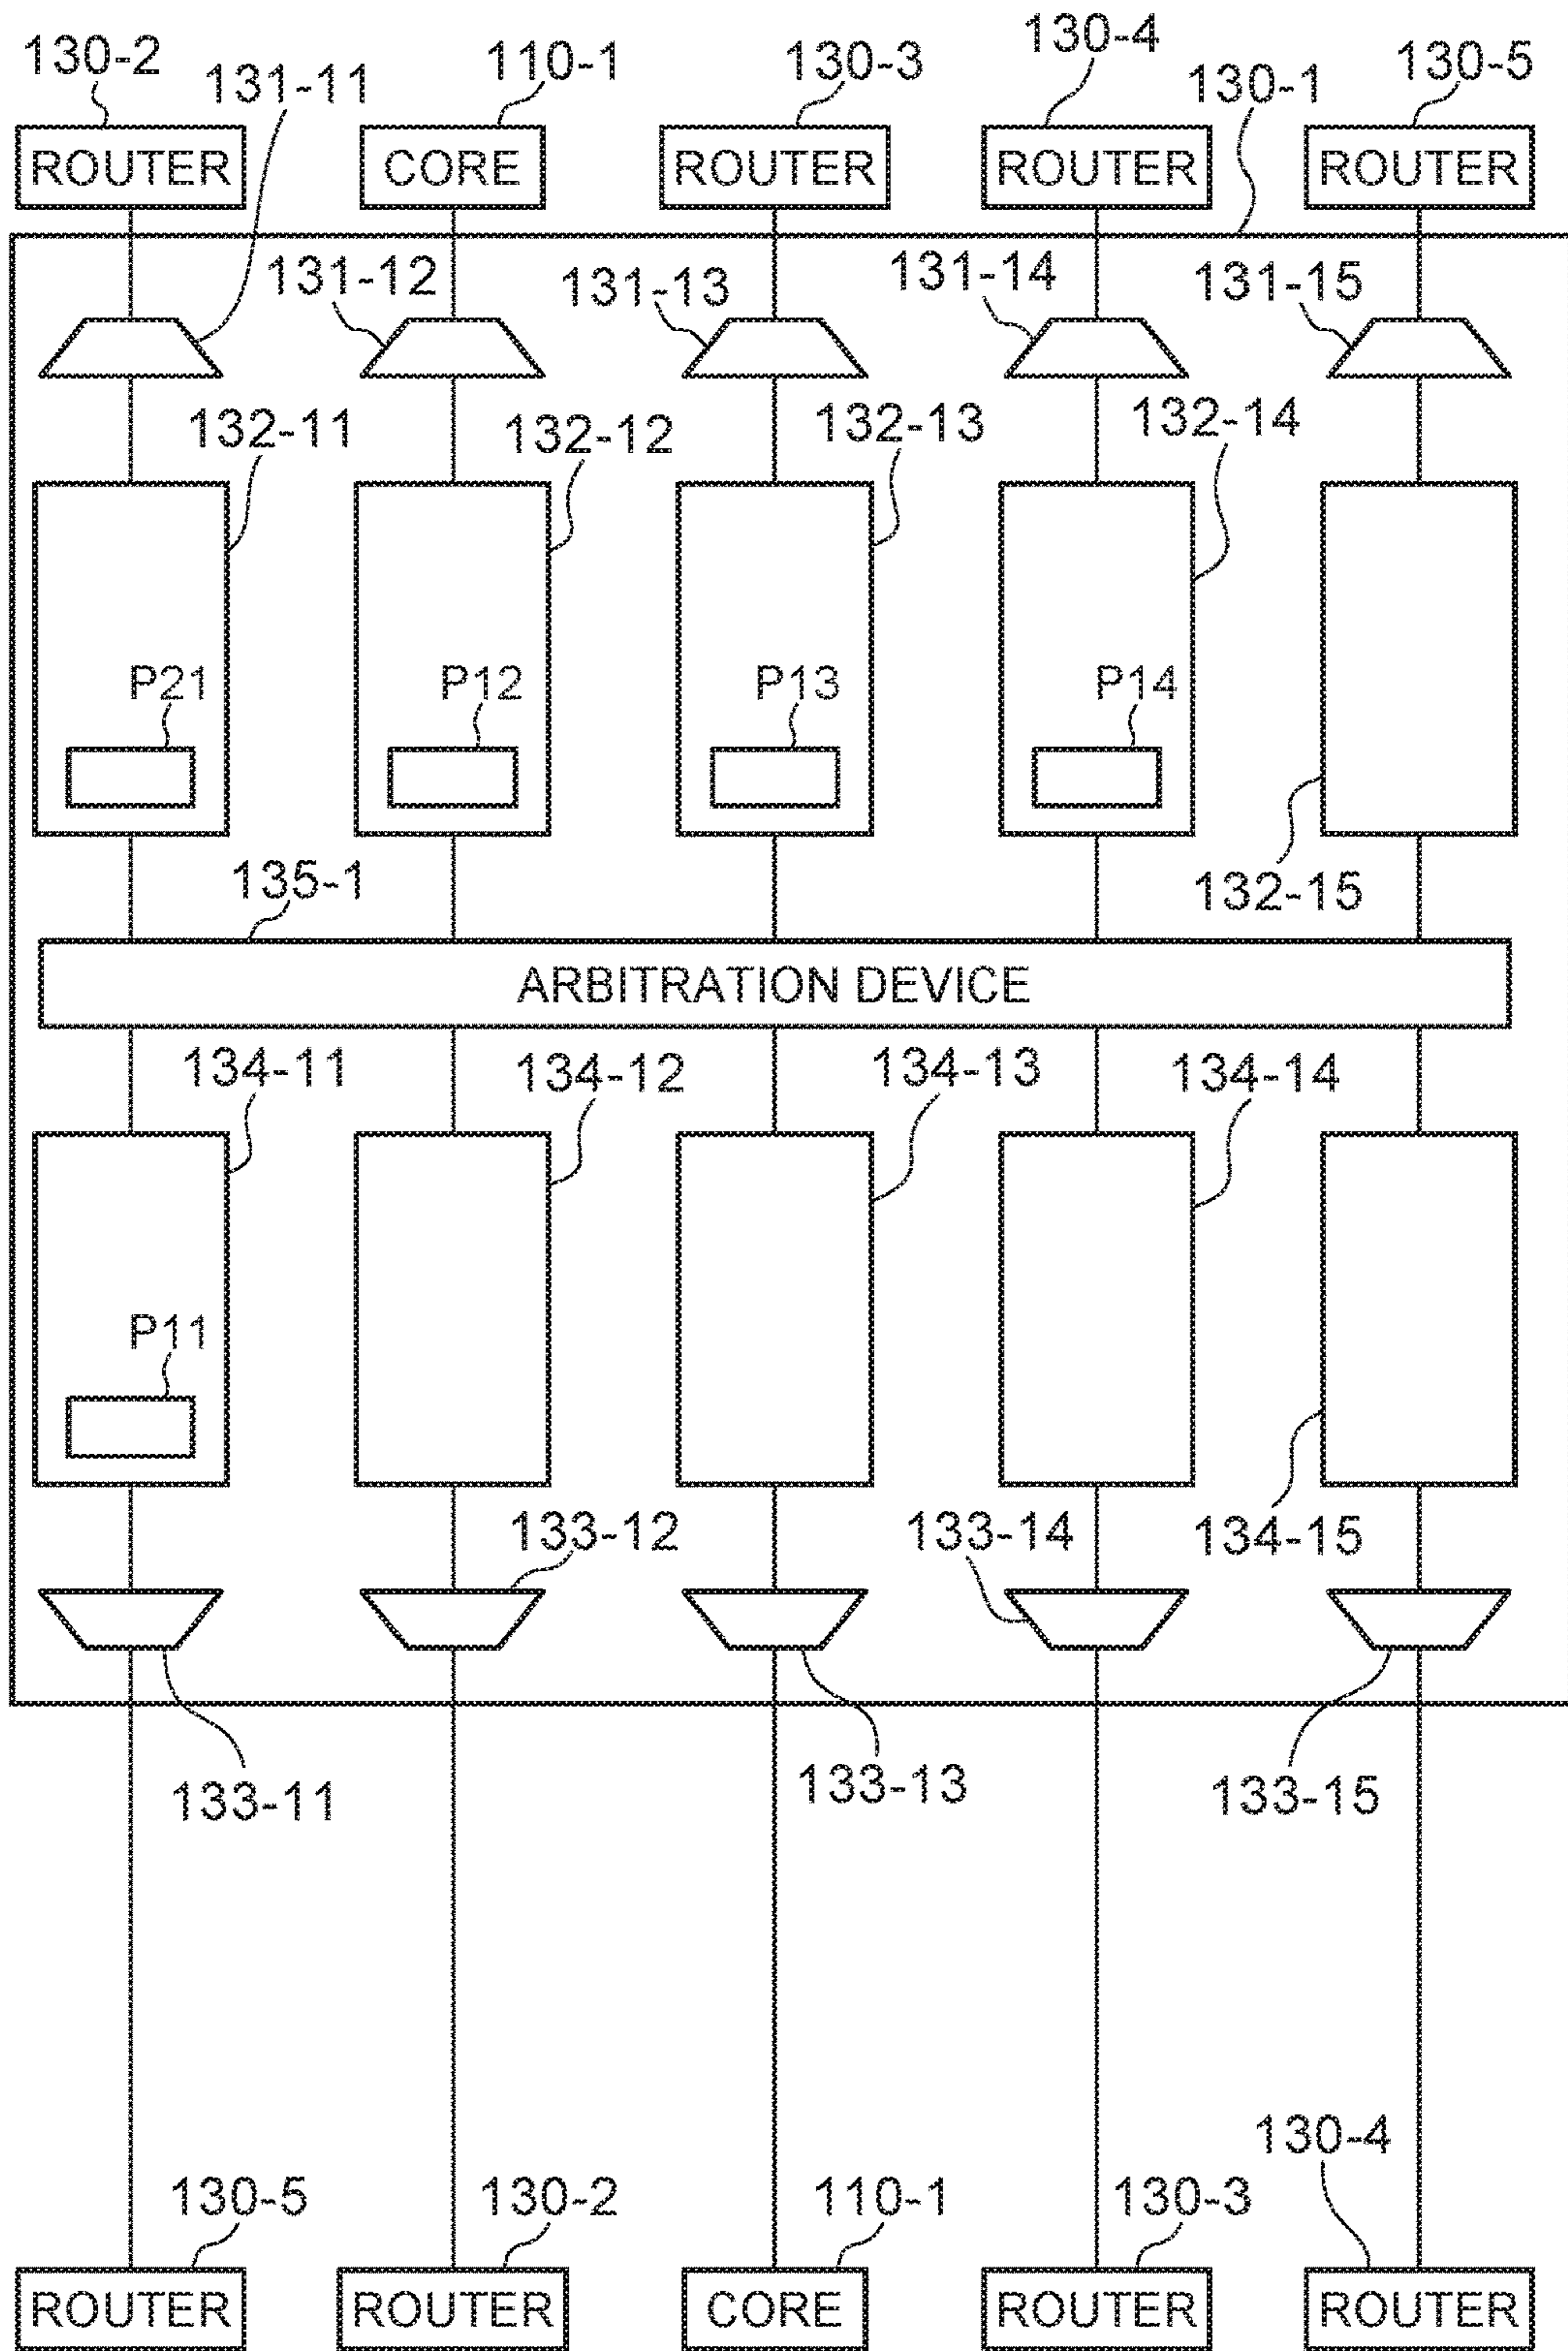 130-2
131-11
110-1
130-3
130-4
130-1
130-5
ROUTER
CORE
ROUTER
ROUTER
ROUTER
131-12
131-13
131-14
131-15
132-11
132-12
132-13
132-14
P21
P12
P13
P14
135-1
132-15
ARBITRATION DEVICE
134-11
134-12
134-13
134-14
P11
133-12
133-14
134-15
133-11
133-13
133-15
130-4
130-5
130-2
110-1
130-3
ROUTER
ROUTER
CORE
ROUTER
ROUTER